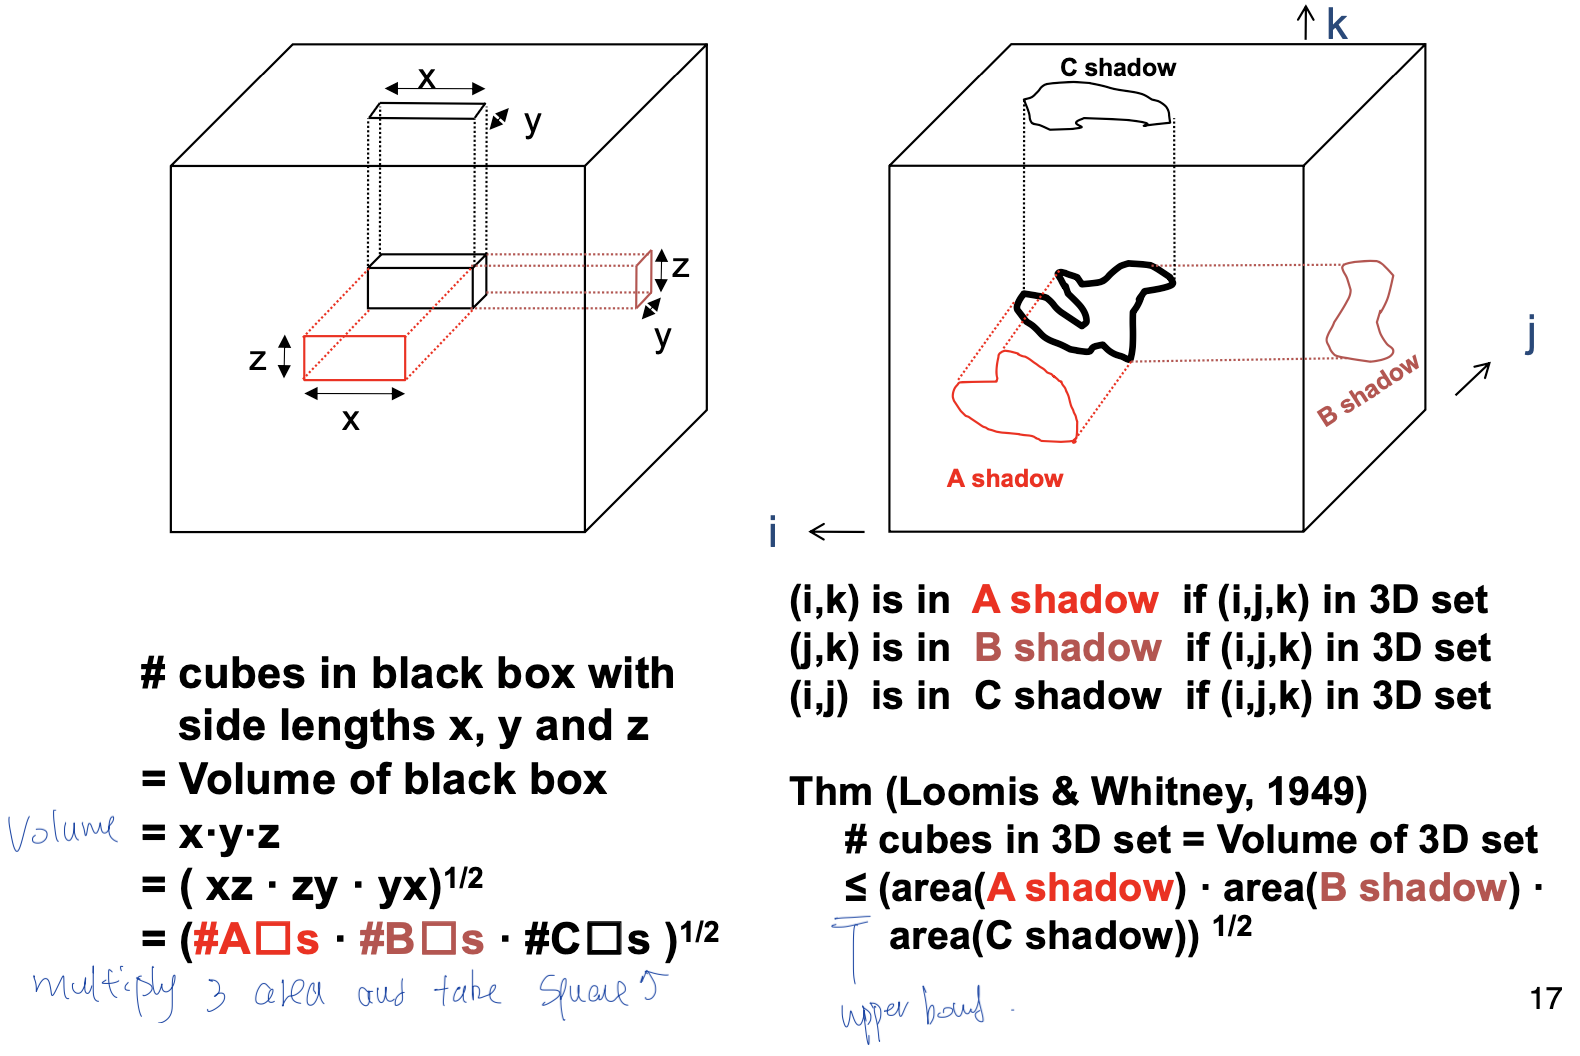 x
y
z
y
z
x
# cubes in black box with
side lengths x, y and z
= Volume of black box
Volume
= x·y·z
= ( xz · zy · yx)1/2
= (#A□s · #B□s · #C□s )1/2
multiply 3 area and take square
k
C shadow
j
B shadow
A shadow
i
(i,k) is in A shadow if (i,j,k) in 3D set
(j,k) is in B shadow if (i,j,k) in 3D set
(i,j) is in C shadow if (i,j,k) in 3D set
Thm (Loomis & Whitney, 1949)
# cubes in 3D set = Volume of 3D set
≤ (area(A shadow) · area(B shadow) ·
area(C shadow)) 1/2
upper bound.
17